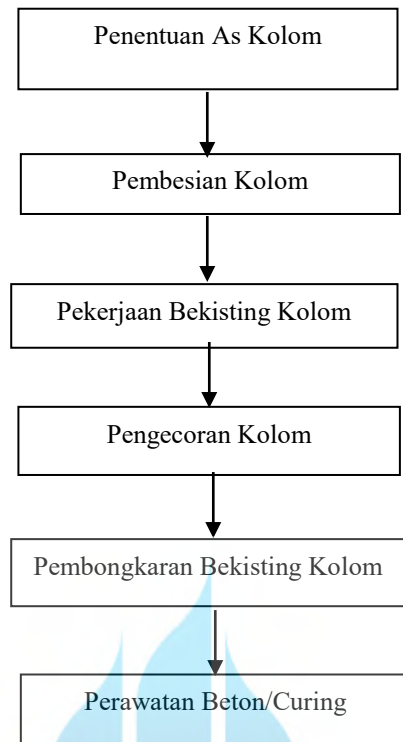 Penentuan As Kolom
Pembesian Kolom
Pekerjaan Bekisting Kolom
Pengecoran Kolom
Pembongkaran Bekisting Kolom
Perawatan Beton/Curing